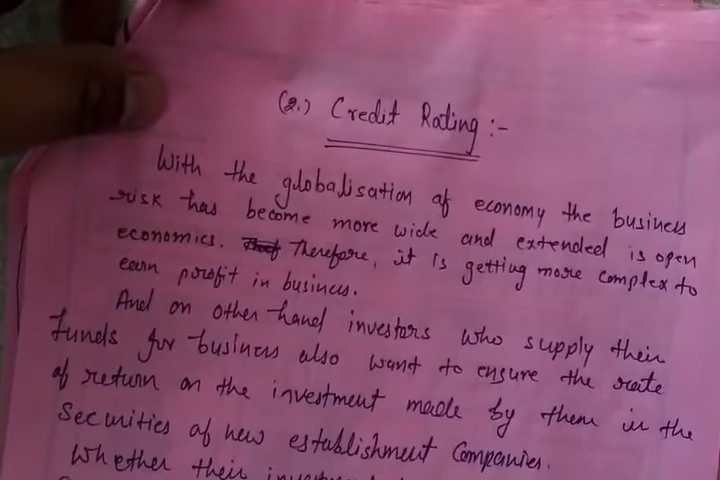 (2.) Credit Rating :-
With the globalisation of economy the business
risk has become more wide and extended is open
economics. Therefore, it is getting more complex to
earn profit in business.
And on other hand investors who supply their
funds for business also want to ensure the rate
of return on the investment made by them in the
Securities of new establishment Companies.
Whether their